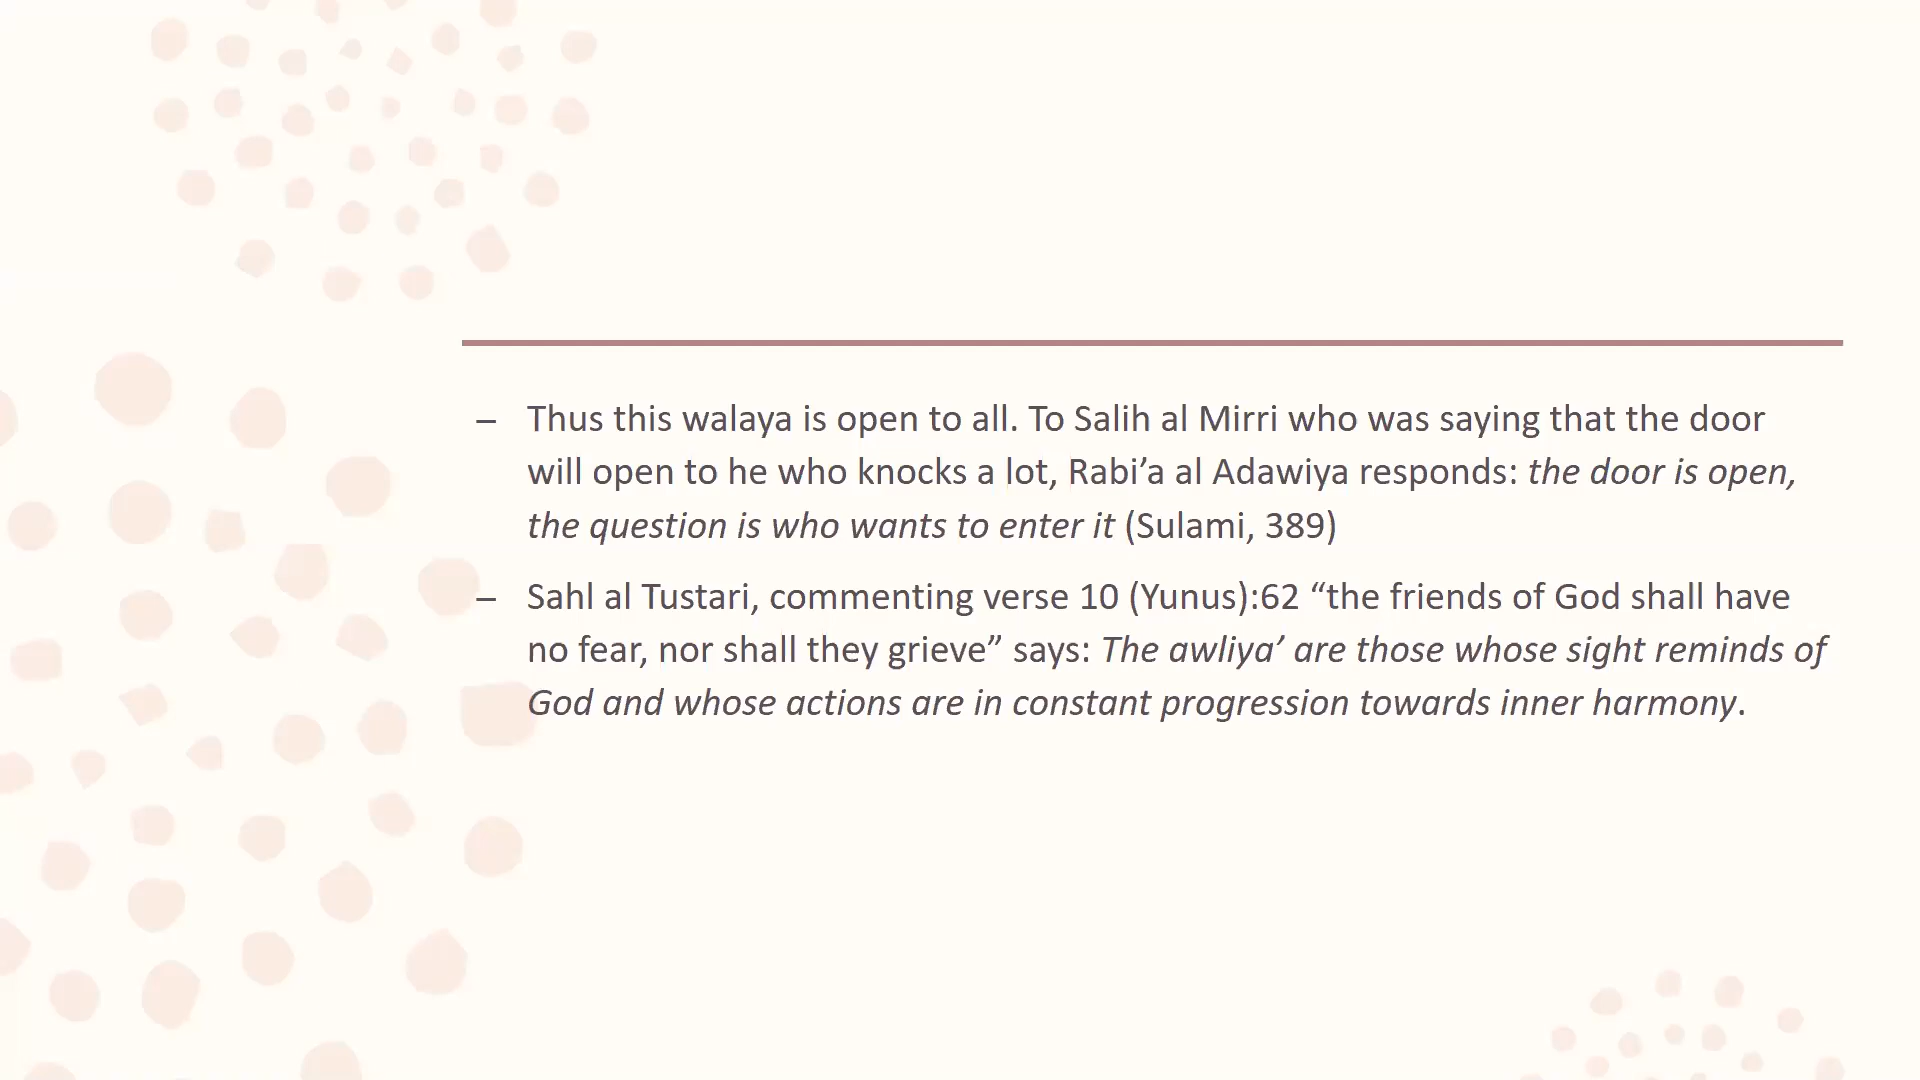 – Thus this walaya is open to all. To Salih al Mirri who was saying that the door
will open to he who knocks a lot, Rabi’a al Adawiya responds: the door is open,
the question is who wants to enter it (Sulami, 389)
– Sahl al Tustari, commenting verse 10 (Yunus):62 “the friends of God shall have
no fear, nor shall they grieve” says: The awliya’ are those whose sight reminds of
God and whose actions are in constant progression towards inner harmony.